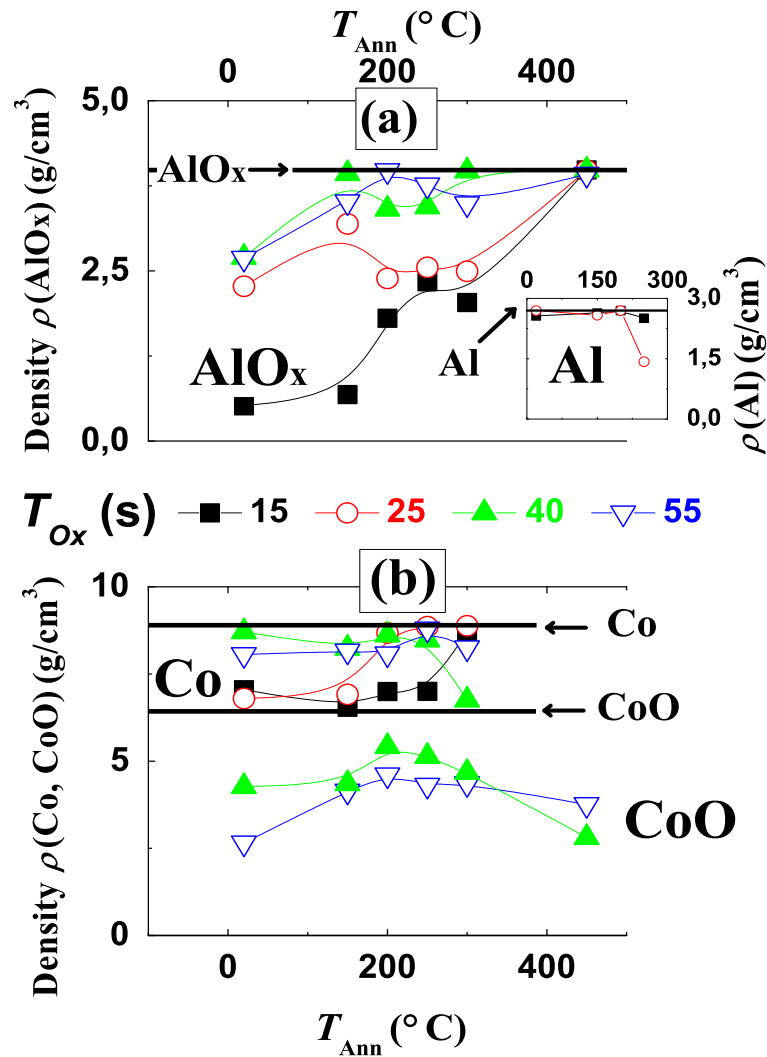 T_Ann (° C)
0 200 400
5,0
(a)
AlOx
2,5
0 150 300
3,0
Al
AlOx
Al
1,5
0,0
0,0
Density ρ(AlOx) (g/cm³)
ρ(Al) (g/cm³)
T_Ox (s) 15 25 40 55
(b)
10
Co
Co
CoO
5
CoO
0
Density ρ(Co, CoO) (g/cm³)
0 200 400
T_Ann (° C)